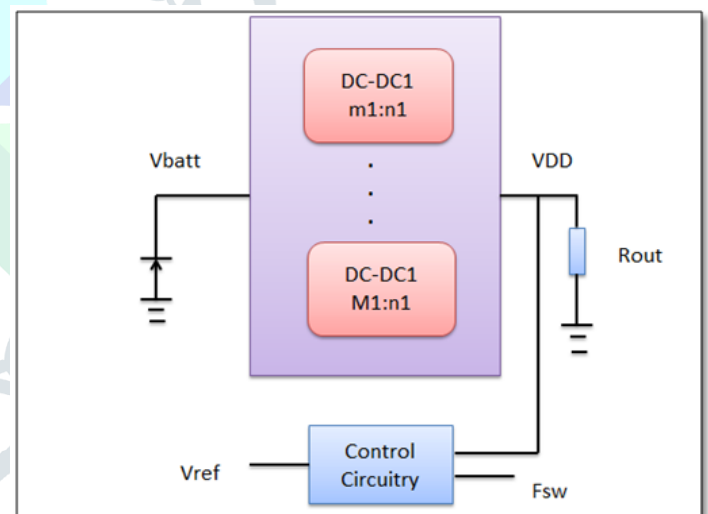 DC-DC1
m1:n1
Vbatt
VDD
DC-DC1
M1:n1
Rout
Control
Circuitry
Vref
Fsw